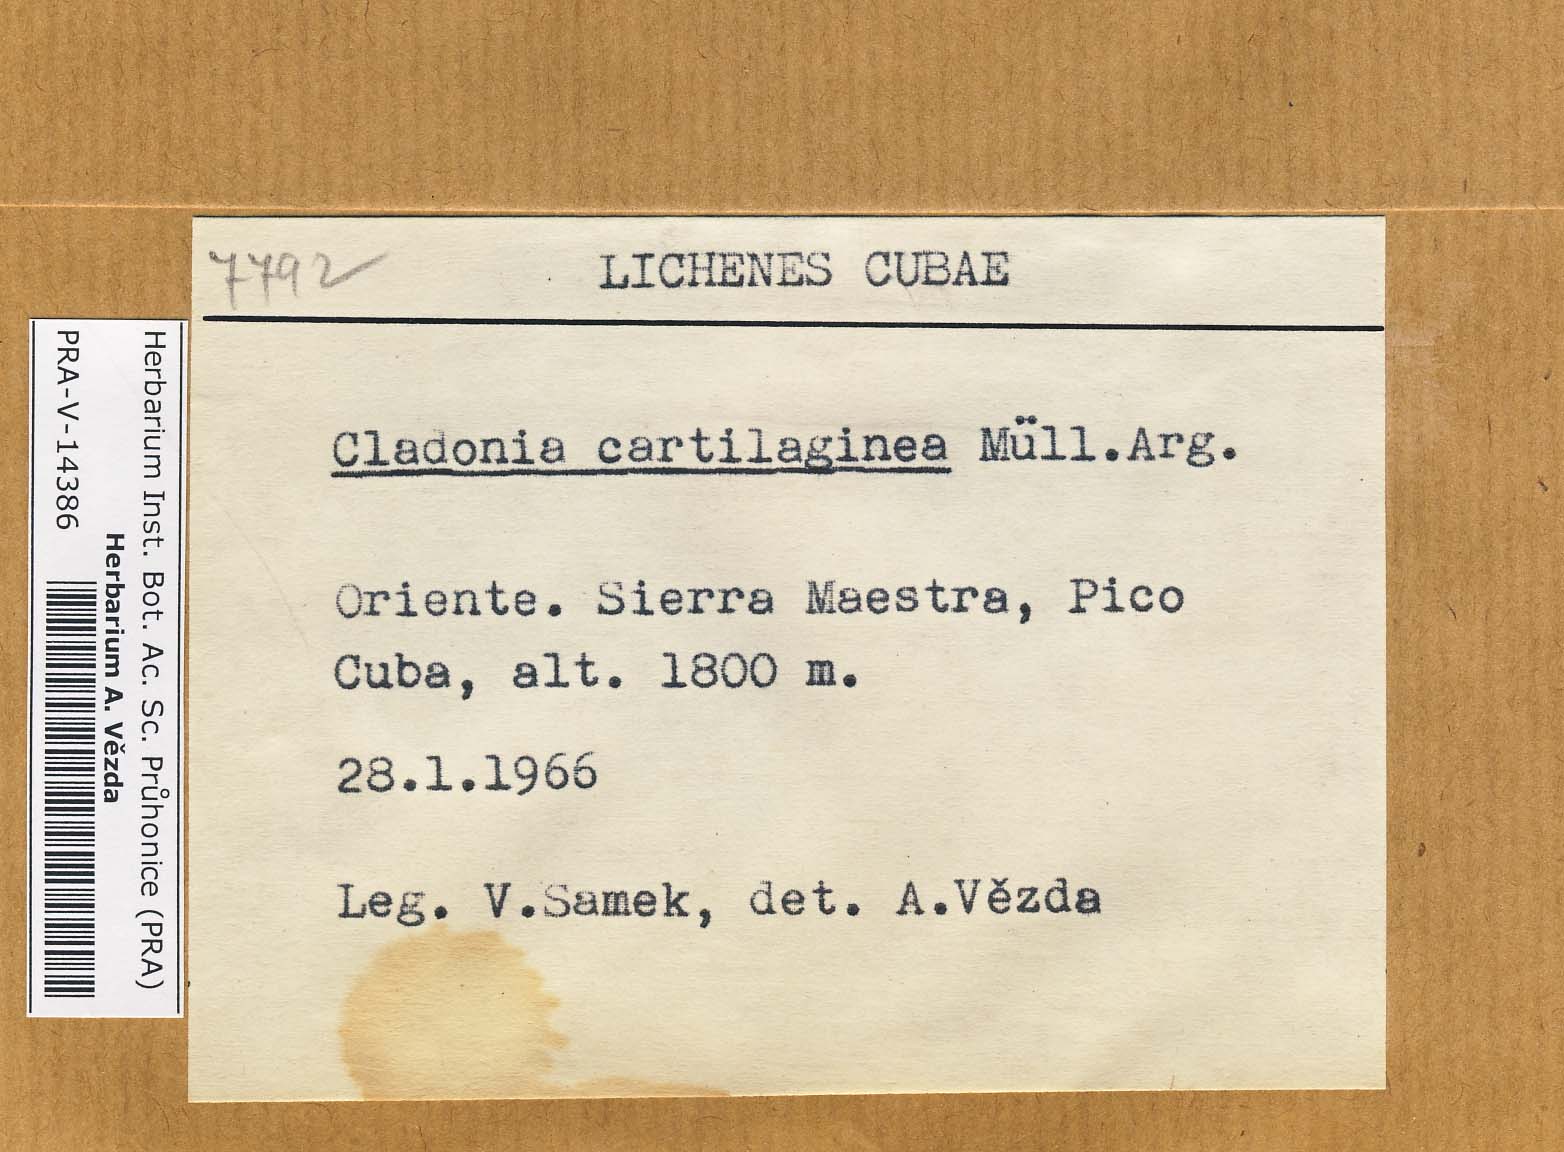 7792
LICHENES CUBAE
Cladonia cartilaginea Müll.Arg.
Oriente. Sierra Maestra, Pico
Cuba, alt. 1800 m.
28.1.1966
Leg. V.Samek, det. A.Vězda
Herbarium Inst. Bot. Ac. Sc. Průhonice (PRA)
Herbarium A. Vězda
PRA-V-14386